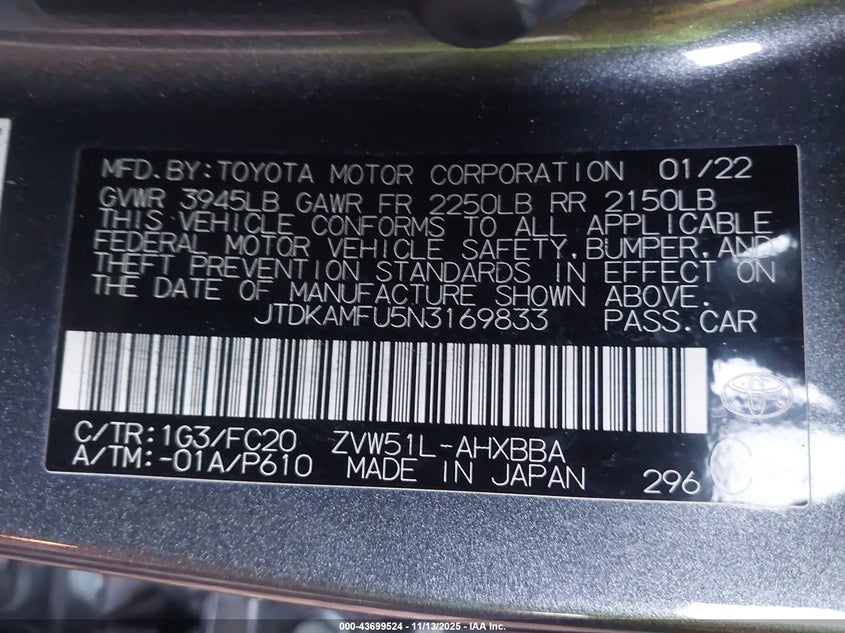 MFD.BY:TOYOTA MOTOR CORPORATION 01/22
GVWR 3945LB GAWR FR 2250LB RR 2150LB
THIS VEHICLE CONFORMS TO ALL APPLICABLE
FEDERAL MOTOR VEHICLE SAFETY,BUMPER,AND
THEFT PREVENTION STANDARDS IN EFFECT ON
THE DATE OF MANUFACTURE SHOWN ABOVE.
JTDKAMFU5N3169833 PASS.CAR
C/TR:1G3/FC20 ZVW51L-AHXBBA
A/TM:-01A/P610 MADE IN JAPAN 296
000-43699524 - 11/13/2025 - IAA Inc.